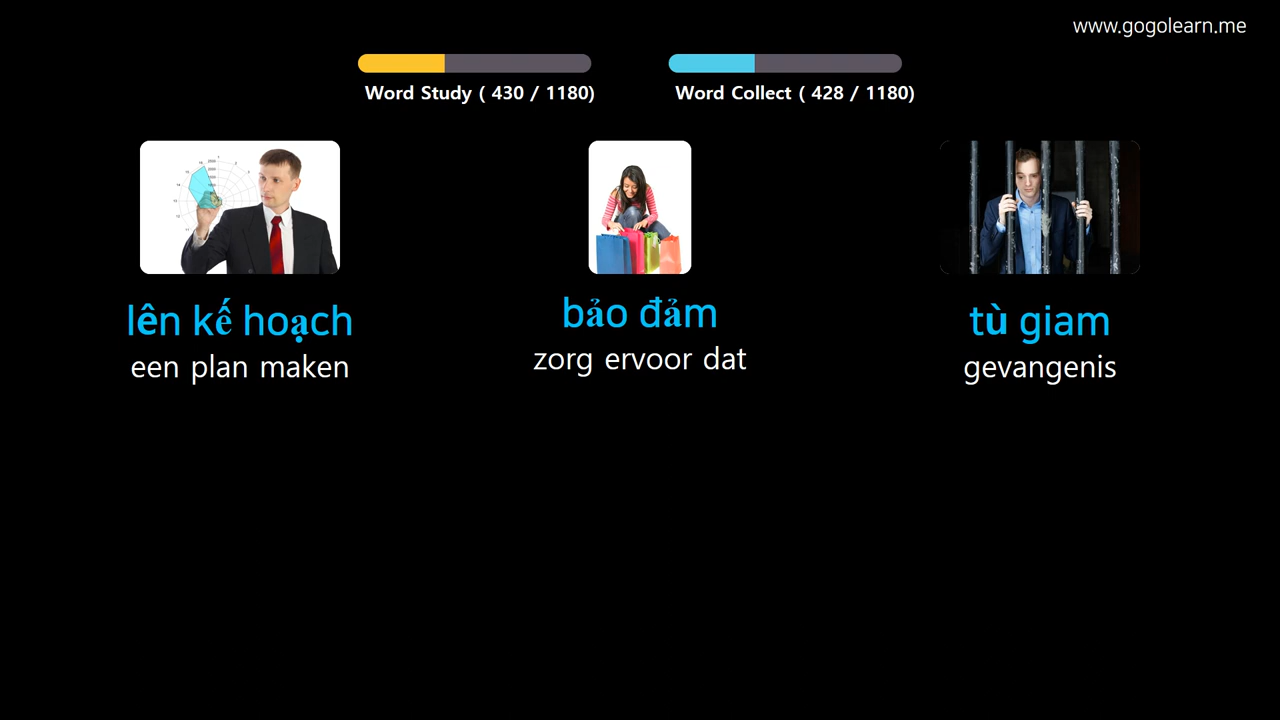 www.gogolearn.me
Word Study ( 430 / 1180)
Word Collect ( 428 / 1180)
lên kế hoạch
een plan maken
bảo đảm
zorg ervoor dat
tù giam
gevangenis